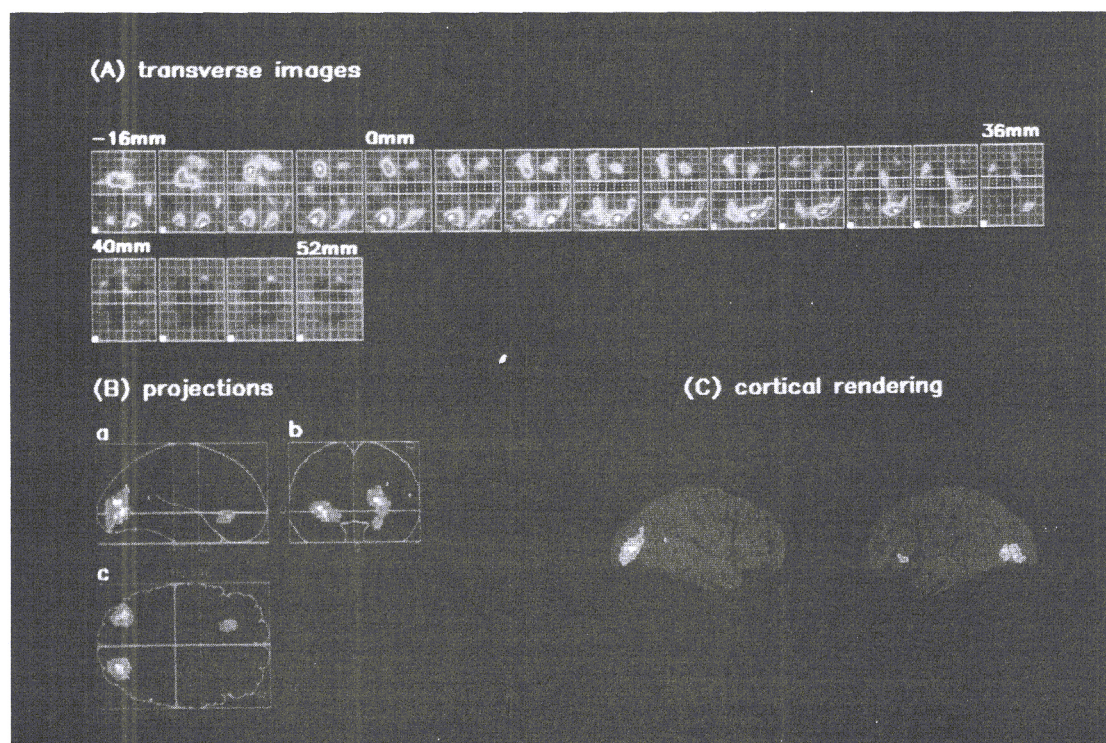 (A) transverse images
-16mm 0mm 36mm
40mm 52mm
(B) projections (C) cortical rendering
a b
c